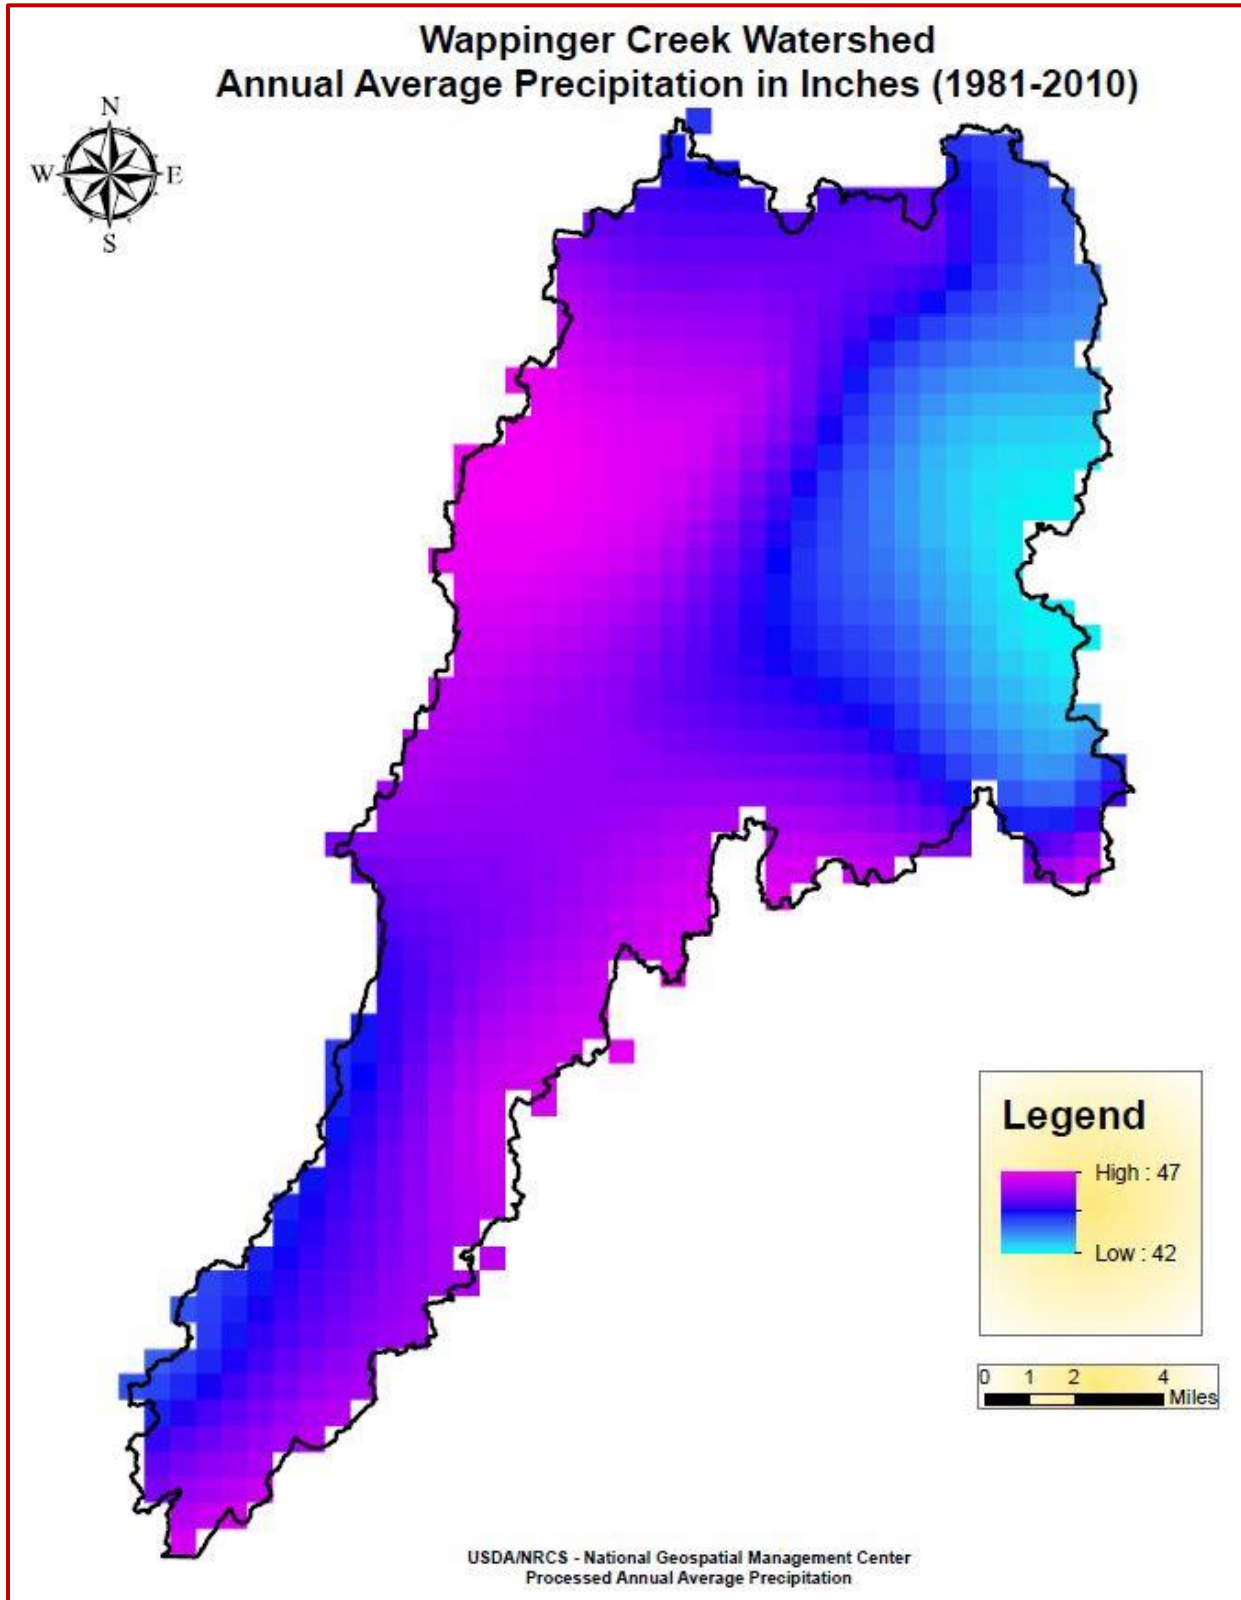 Wappinger Creek Watershed
Annual Average Precipitation in Inches (1981-2010)
N
W E
S
Legend
High : 47
Low : 42
0 1 2 4
Miles
USDA/NRCS - National Geospatial Management Center
Processed Annual Average Precipitation